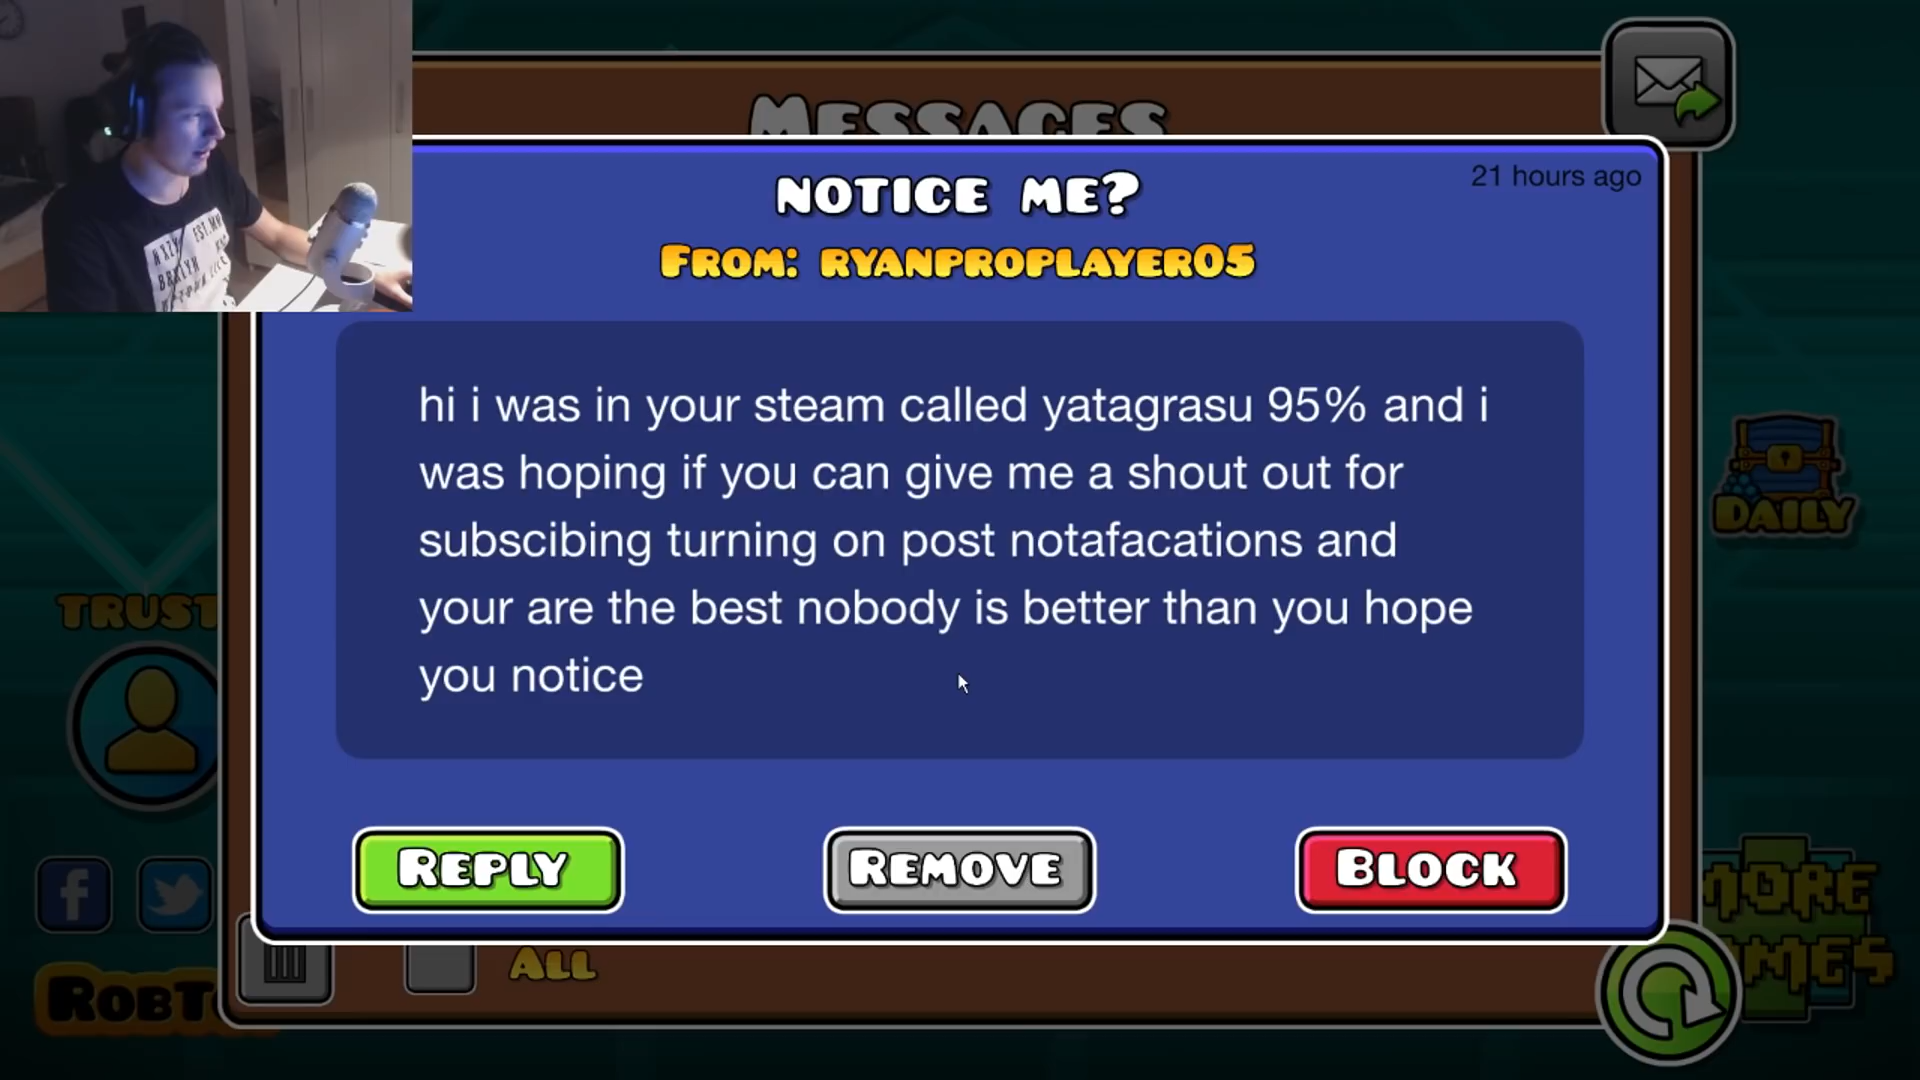 MESSAGES
NOTICE ME?
21 hours ago
FROM: RYANPROPLAYER05
hi i was in your steam called yatagrasu 95% and i
was hoping if you can give me a shout out for
subscibing turning on post notafacations and
your are the best nobody is better than you hope
you notice
REPLY
REMOVE
BLOCK
DAILY
TRUST
ALL
ROBT
MORE